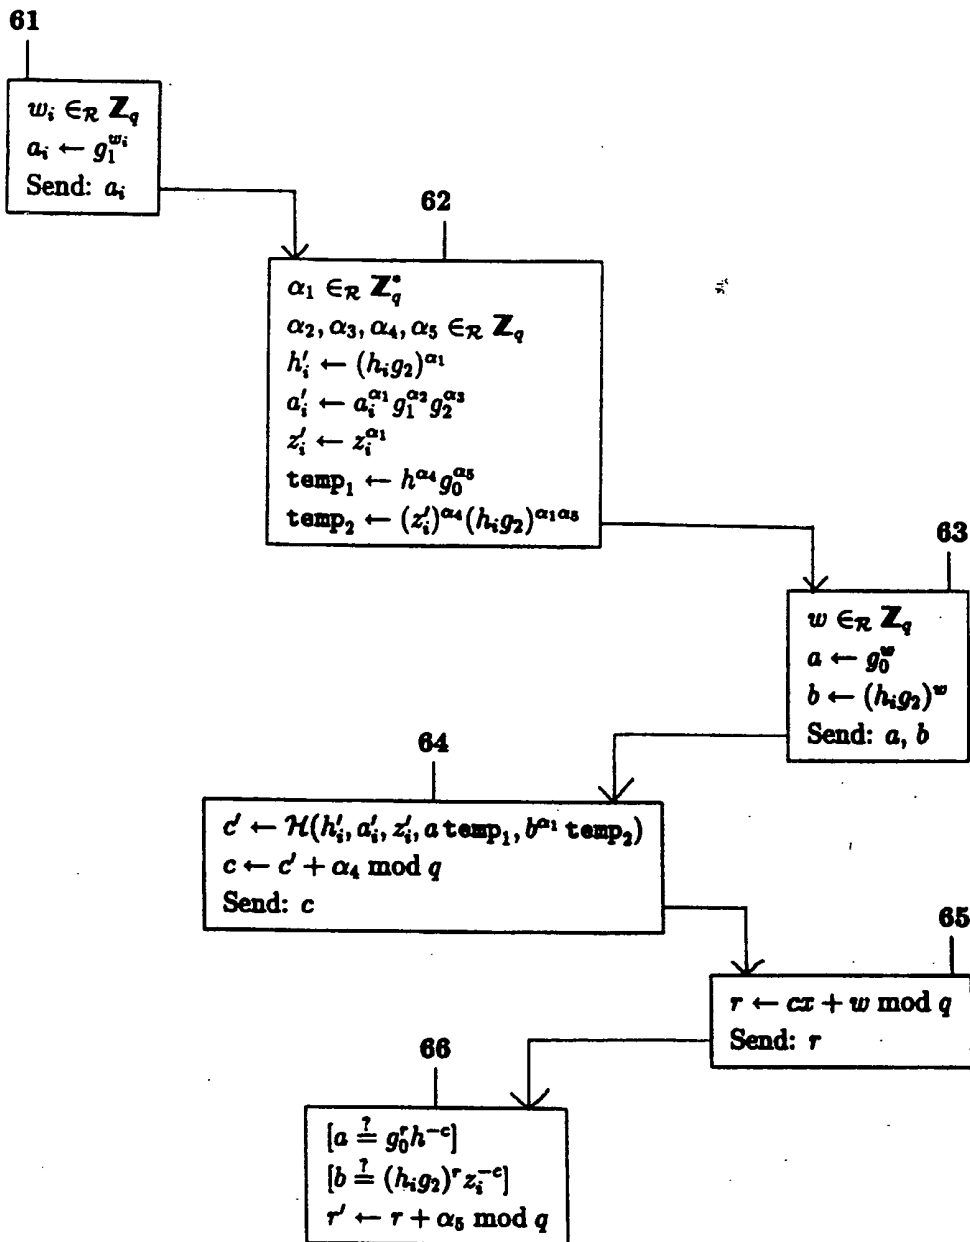 61
w_i ∈_R Z_q
a_i ← g_1^{w_i}
Send: a_i
62
α_1 ∈_R Z_q^*
α_2, α_3, α_4, α_5 ∈_R Z_q
h'_i ← (h_i g_2)^{α_1}
a'_i ← a_i^{α_1} g_1^{α_2} g_2^{α_3}
z'_i ← z_i^{α_1}
temp_1 ← h^{α_4} g_0^{α_5}
temp_2 ← (z'_i)^{α_4} (h_i g_2)^{α_1 α_5}
63
w ∈_R Z_q
a ← g_0^w
b ← (h_i g_2)^w
Send: a, b
64
c' ← H(h'_i, a'_i, z'_i, a temp_1, b^{α_1} temp_2)
c ← c' + α_4 mod q
Send: c
65
r ← cx + w mod q
Send: r
66
[a ≟ g_0^r h^{-c}]
[b ≟ (h_i g_2)^r z_i^{-c}]
r' ← r + α_5 mod q